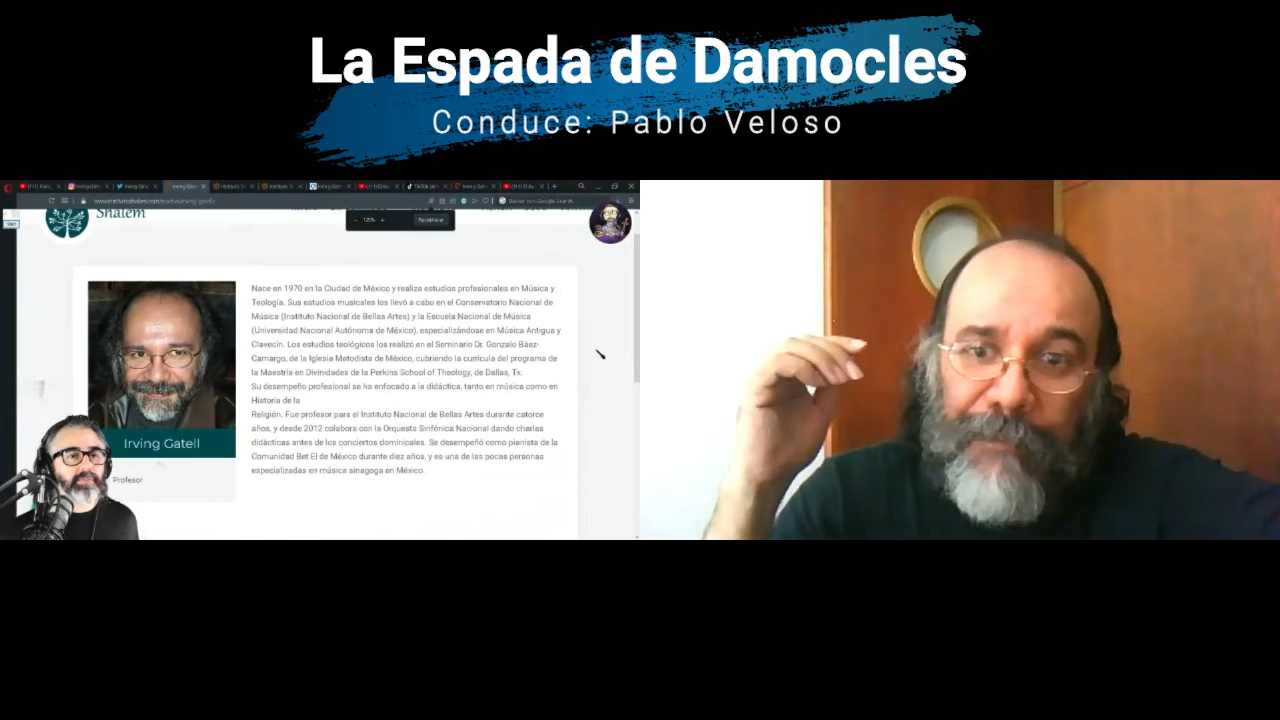 La Espada de Damocles
Conduce: Pablo Veloso
Shalem
125%
Nace en 1970 en la Ciudad de México y realiza estudios profesionales en Música y
Teología. Sus estudios musicales los llevó a cabo en el Conservatorio Nacional de
Música (Instituto Nacional de Bellas Artes) y la Escuela Nacional de Música
(Universidad Nacional Autónoma de México), especializándose en Música Antigua y
Clavecín. Los estudios teológicos los realizó en el Seminario Dr. Gonzalo Báez-
Camargo, de la Iglesia Metodista de México, cubriendo la currícula del programa de
la Maestría en Divinidades de la Perkins School of Theology, de Dallas, Tx.
Su desempeño profesional se ha enfocado a la didáctica, tanto en música como en
Historia de la
Religión. Fue profesor para el Instituto Nacional de Bellas Artes durante catorce
años, y desde 2012 colabora con la Orquesta Sinfónica Nacional dando charlas
didácticas antes de los conciertos dominicales. Se desempeñó como pianista de la
Comunidad Bet El de México durante diez años, y es una de las pocas personas
especializadas en música sinagoga en México.
Irving Gatell
Profesor